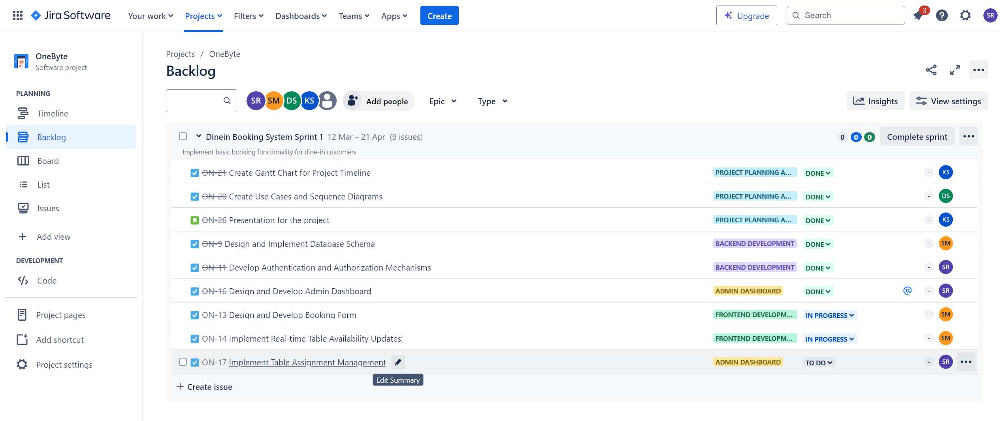 Jira Software Your work Projects Filters Dashboards Teams Apps Create Upgrade Search 3 SR
OneByte
Software project
PLANNING
Timeline
Backlog
Board
List
Issues
Add view
DEVELOPMENT
Code
Project pages
Add shortcut
Project settings
Projects / OneByte
Backlog
SR SM DS KS Add people Epic Type Insights View settings
Dinein Booking System Sprint 1 12 Mar – 21 Apr (9 issues) 0 0 0 Complete sprint
Implement basic booking functionality for dine-in customers
ON-21 Create Gantt Chart for Project Timeline PROJECT PLANNING A... DONE - KS
ON-20 Create Use Cases and Sequence Diagrams PROJECT PLANNING A... DONE - DS
ON-26 Presentation for the project PROJECT PLANNING A... DONE - KS
ON-9 Design and Implement Database Schema BACKEND DEVELOPMENT DONE - SM
ON-11 Develop Authentication and Authorization Mechanisms BACKEND DEVELOPMENT DONE - SR
ON-16 Design and Develop Admin Dashboard ADMIN DASHBOARD DONE @ - SR
ON-13 Design and Develop Booking Form FRONTEND DEVELOPM... IN PROGRESS - SM
ON-14 Implement Real-time Table Availability Updates: FRONTEND DEVELOPM... IN PROGRESS - SM
ON-17 Implement Table Assignment Management ADMIN DASHBOARD TO DO - SR
Edit Summary
+ Create issue